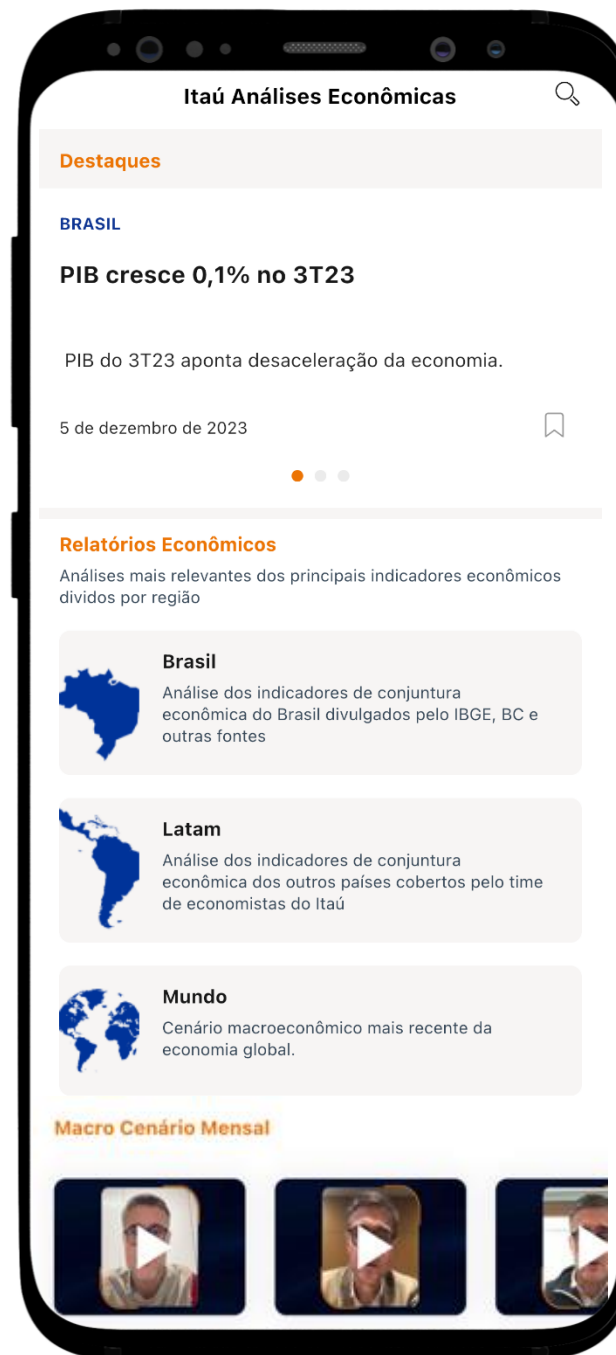 Itaú Análises Econômicas
Destaques
BRASIL
PIB cresce 0,1% no 3T23
PIB do 3T23 aponta desaceleração da economia.
5 de dezembro de 2023
Relatórios Econômicos
Análises mais relevantes dos principais indicadores econômicos
dividos por região
Brasil
Análise dos indicadores de conjuntura
econômica do Brasil divulgados pelo IBGE, BC e
outras fontes
Latam
Análise dos indicadores de conjuntura
econômica dos outros países cobertos pelo time
de economistas do Itaú
Mundo
Cenário macroeconômico mais recente da
economia global.
Macro Cenário Mensal